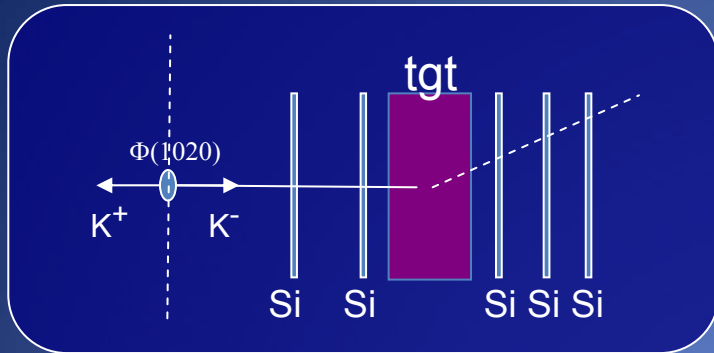 tgt
Φ(1020)
K+ K-
Si Si Si Si Si